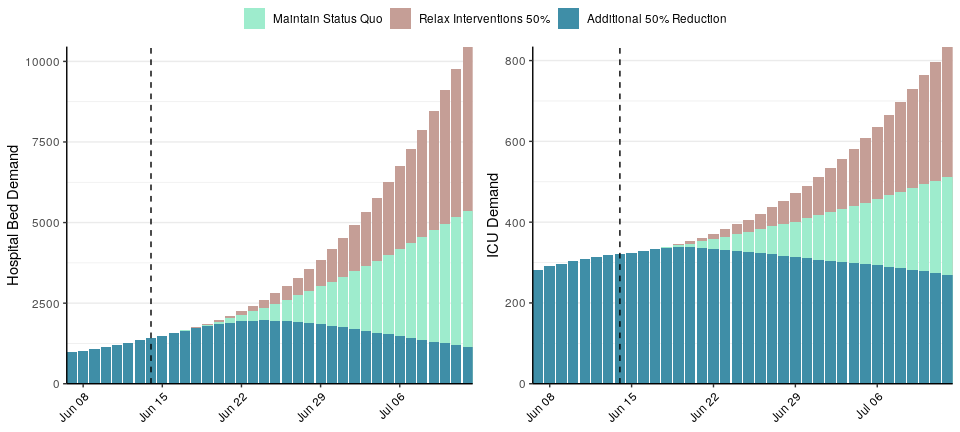 Maintain Status Quo Relax Interventions 50% Additional 50% Reduction
Hospital Bed Demand
10000
7500
5000
2500
0
Jun 08 Jun 15 Jun 22 Jun 29 Jul 06
ICU Demand
800
600
400
200
0
Jun 08 Jun 15 Jun 22 Jun 29 Jul 06